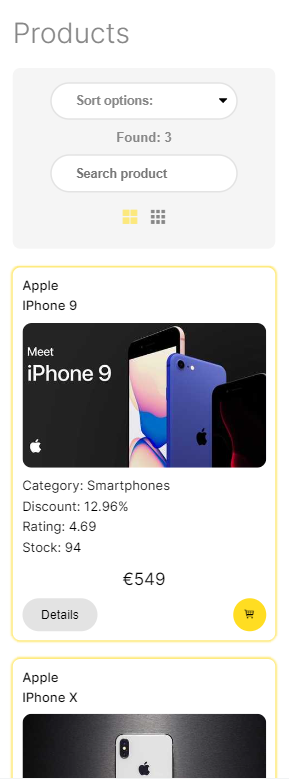 Products
Sort options:
Found: 3
Search product
Apple
IPhone 9
Meet
iPhone 9
Category: Smartphones
Discount: 12.96%
Rating: 4.69
Stock: 94
€549
Details
Apple
IPhone X